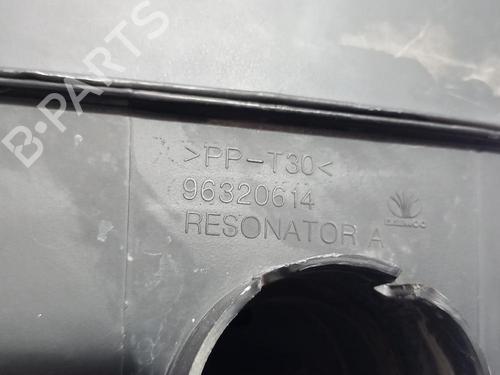 B-PARTS
>PP-T30<
96320614
RESONATOR A
DAEWOO